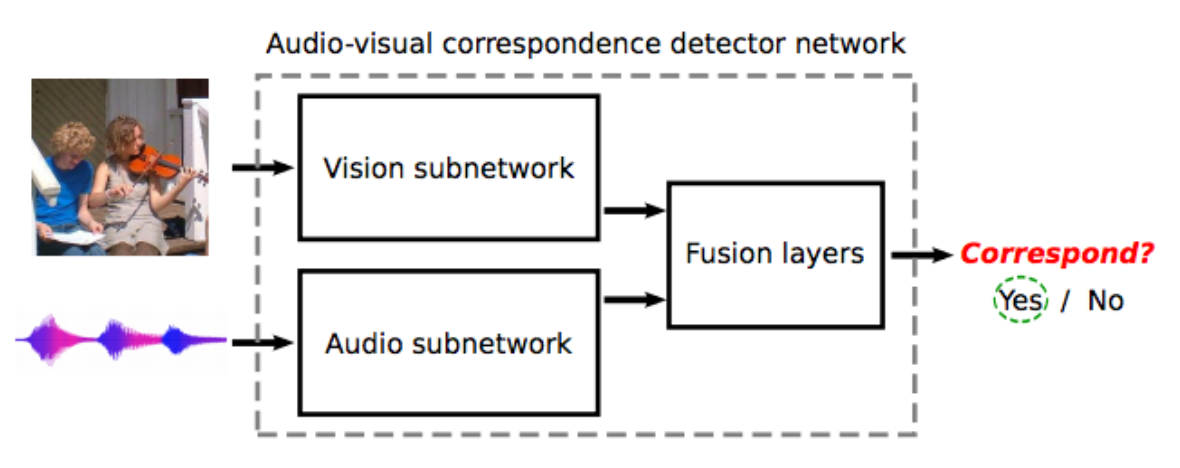 Audio-visual correspondence detector network
Vision subnetwork
Audio subnetwork
Fusion layers
Correspond?
Yes / No